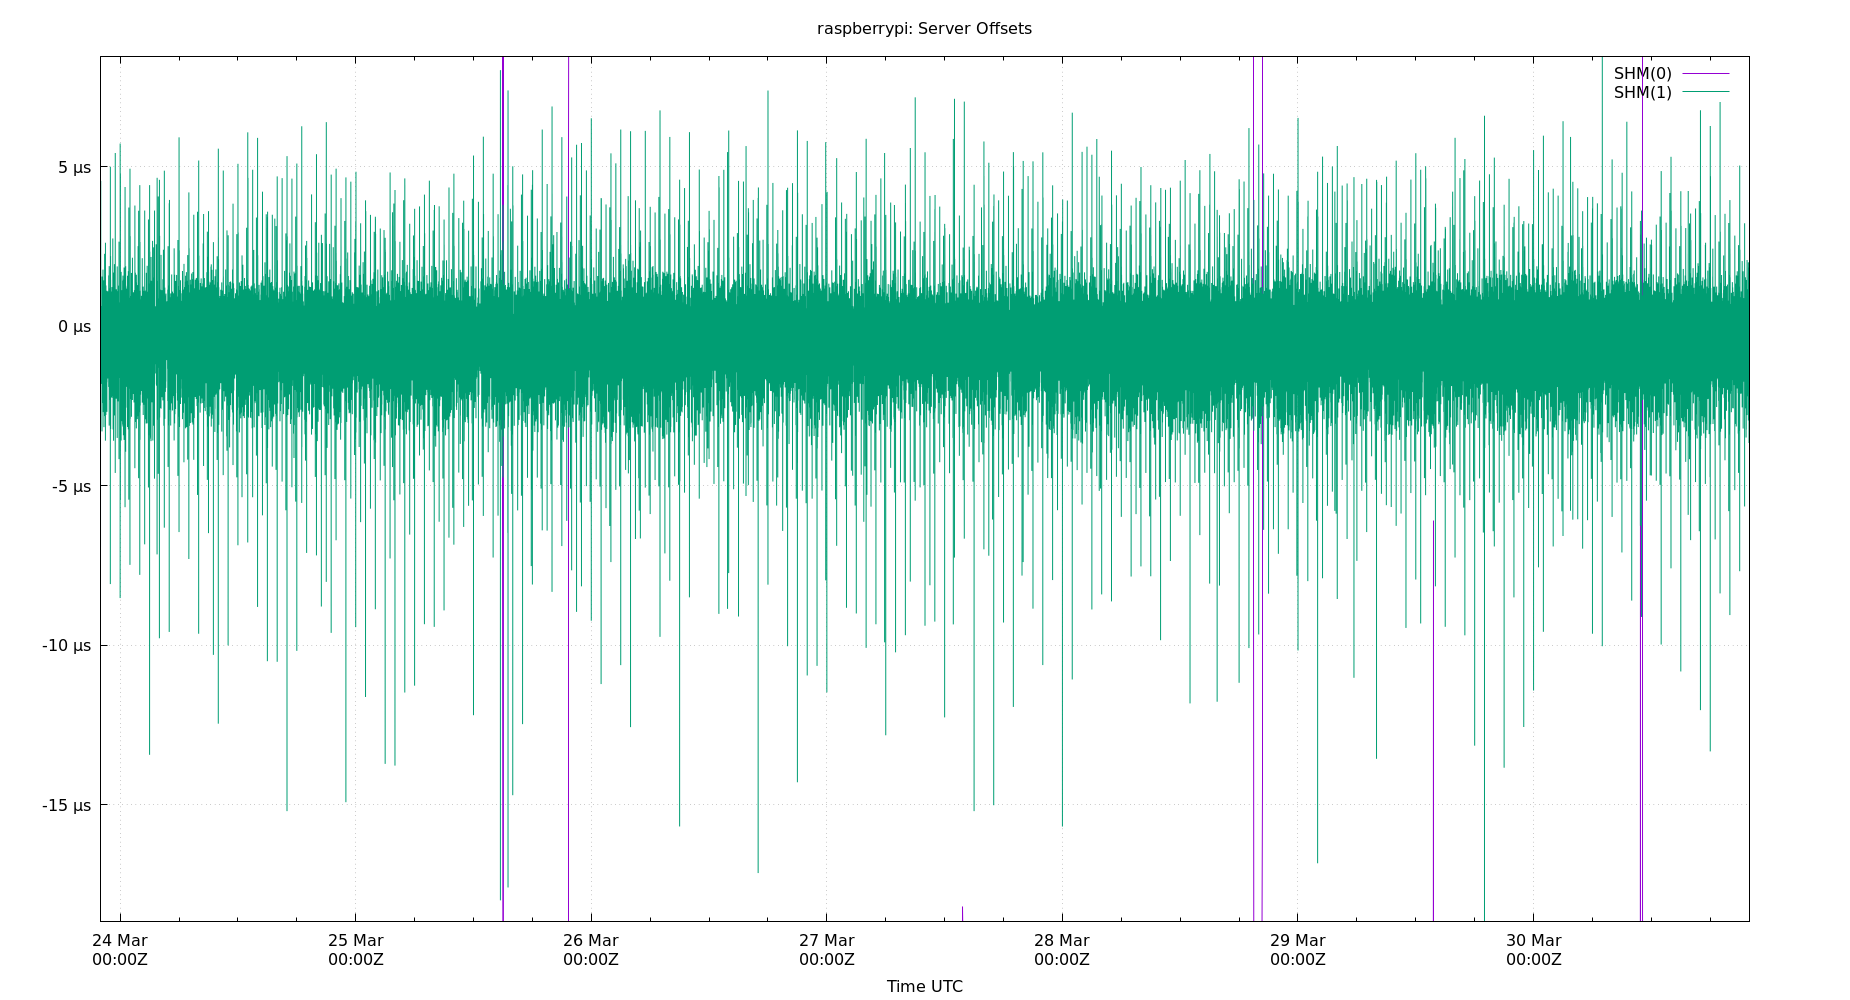 raspberrypi: Server Offsets
SHM(0)
SHM(1)
5 µs
0 µs
-5 µs
-10 µs
-15 µs
24 Mar 25 Mar 26 Mar 27 Mar 28 Mar 29 Mar 30 Mar
00:00Z 00:00Z 00:00Z 00:00Z 00:00Z 00:00Z 00:00Z
Time UTC